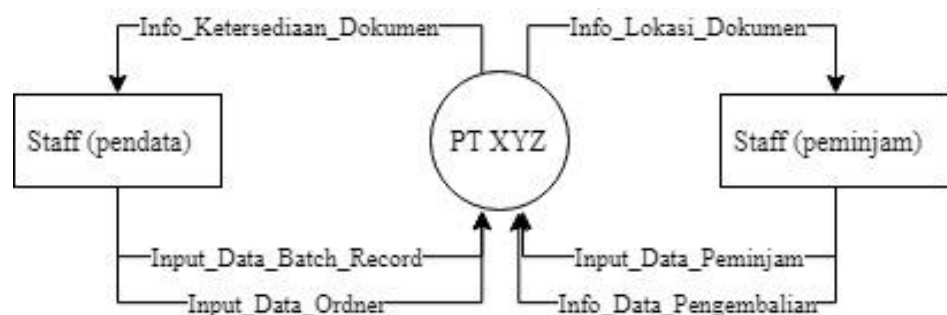 Info_Ketersediaan_Dokumen
Info_Lokasi_Dokumen
Staff (pendata)
PT XYZ
Staff (peminjam)
Input_Data_Batch_Record
Input_Data_Peminjam
Input_Data_Ordner
Info_Data_Pengembalian